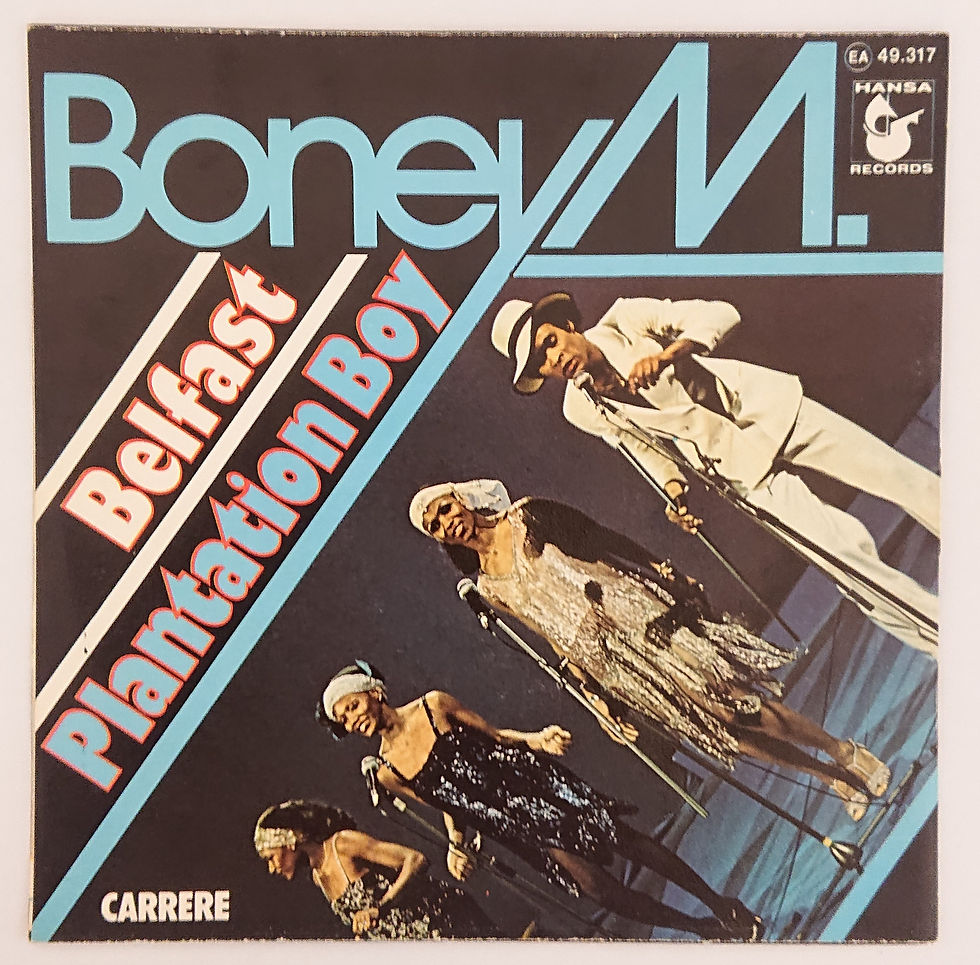 Boney M.
EA 49.317
HANSA
RECORDS
Belfast
Plantation Boy
CARRERE